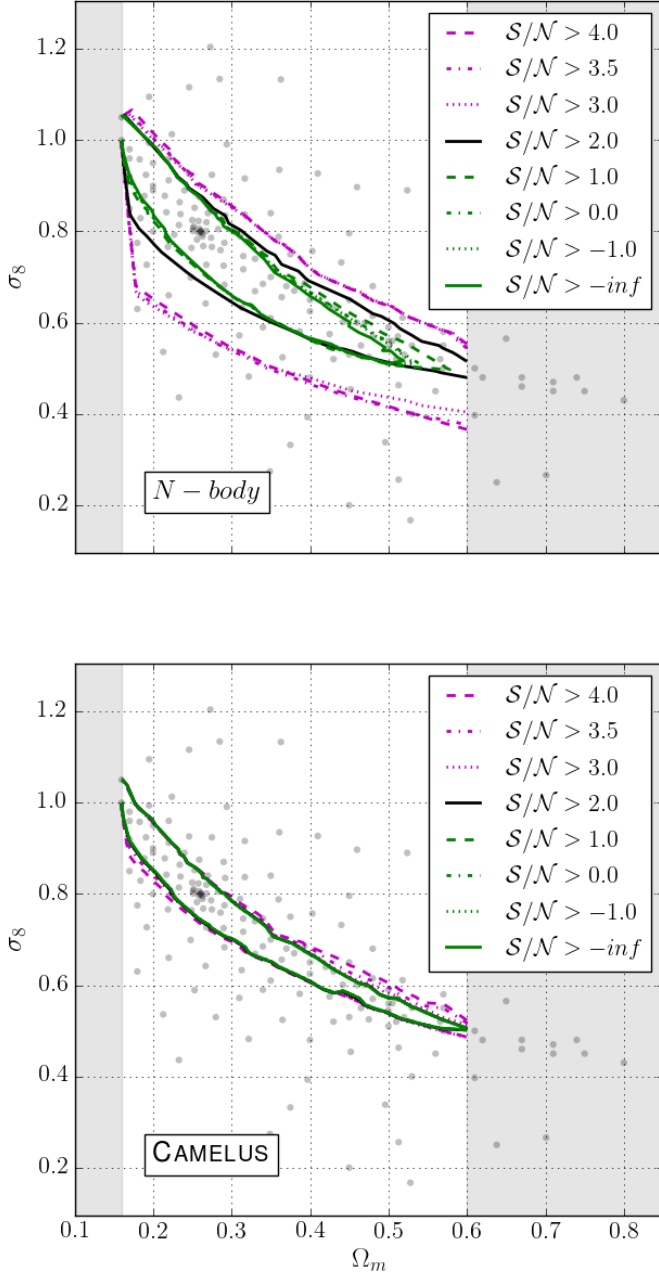 1.2
1.0
0.8
0.6
0.4
0.2
σ8
S/N > 4.0
S/N > 3.5
S/N > 3.0
S/N > 2.0
S/N > 1.0
S/N > 0.0
S/N > −1.0
S/N > −inf
N − body
1.2
1.0
0.8
0.6
0.4
0.2
σ8
S/N > 4.0
S/N > 3.5
S/N > 3.0
S/N > 2.0
S/N > 1.0
S/N > 0.0
S/N > −1.0
S/N > −inf
CAMELUS
0.1 0.2 0.3 0.4 0.5 0.6 0.7 0.8
Ωm